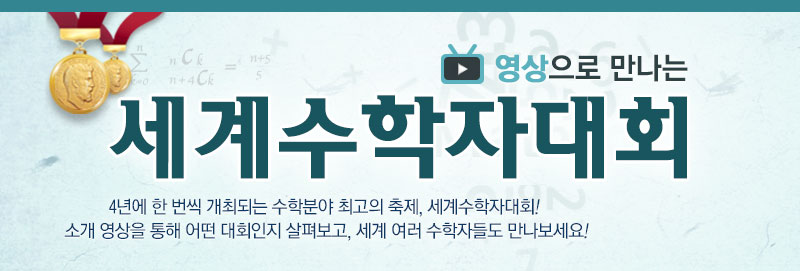 영상으로 만나는
세계수학자대회
4년에 한 번씩 개최되는 수학분야 최고의 축제, 세계수학자대회!
소개 영상을 통해 어떤 대회인지 살펴보고, 세계 여러 수학자들도 만나보세요!